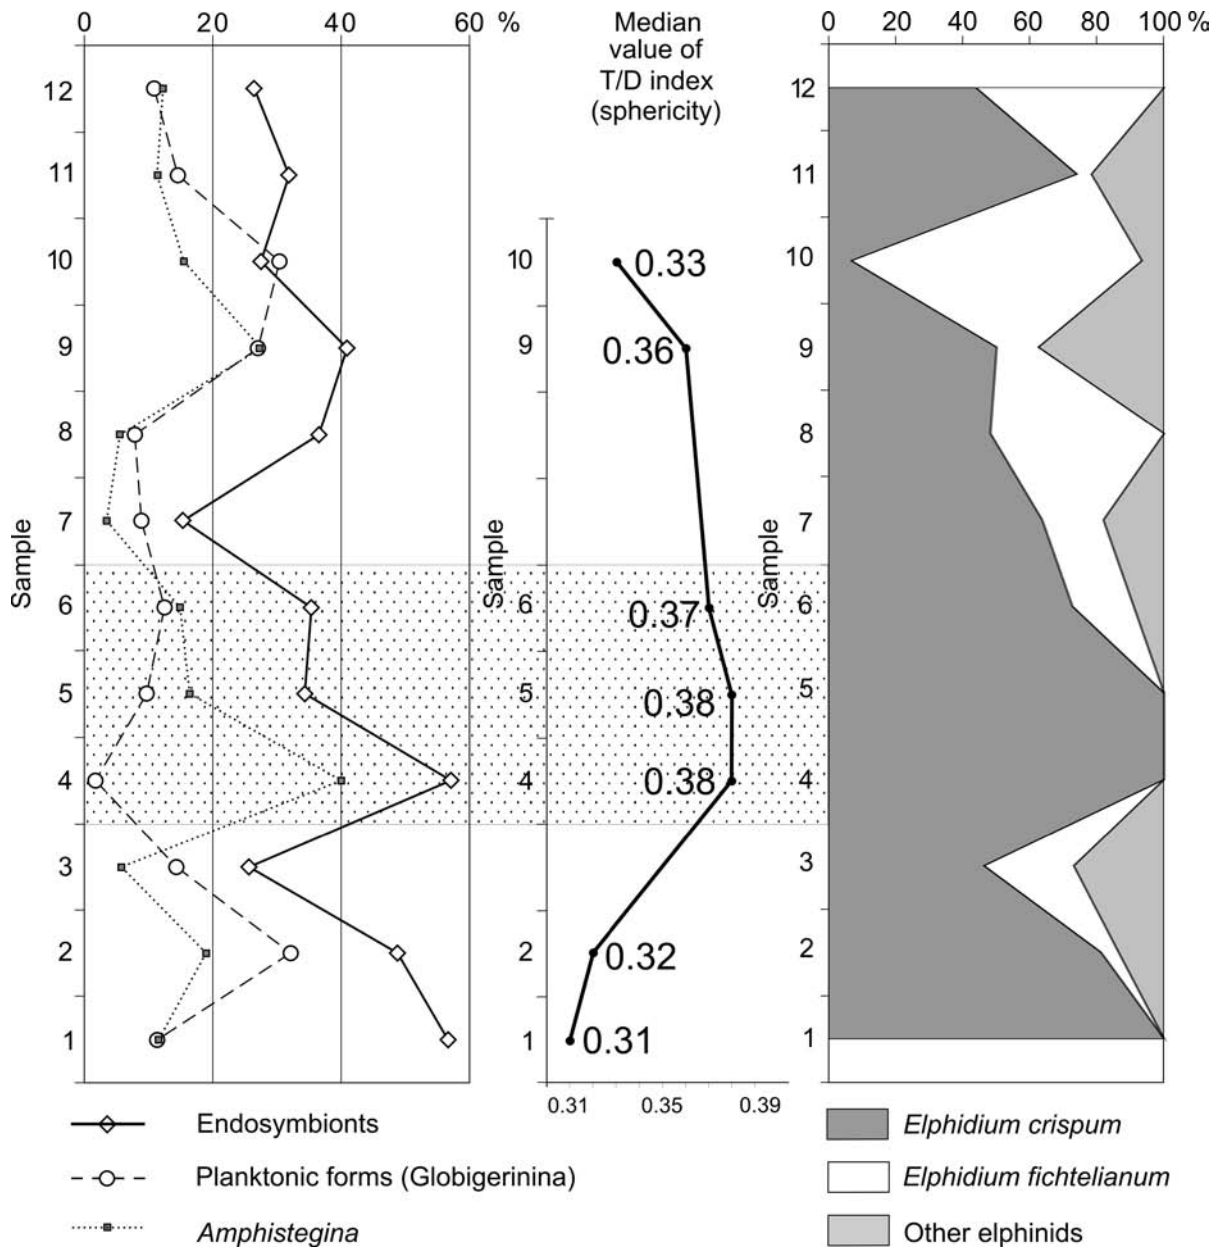 0 20 40 60 %
Median
value of
T/D index
(sphericity)
0 20 40 60 80 100 %
12
11
10
9
8
7
6
5
4
3
2
1
Sample
10
9
6
5
4
2
1
Sample
0.33
0.36
0.37
0.38
0.38
0.32
0.31
0.31 0.35 0.39
12
11
10
9
8
7
6
5
4
3
2
1
Sample
Endosymbionts
Planktonic forms (Globigerinina)
Amphistegina
Elphidium crispum
Elphidium fichtelianum
Other elphinids